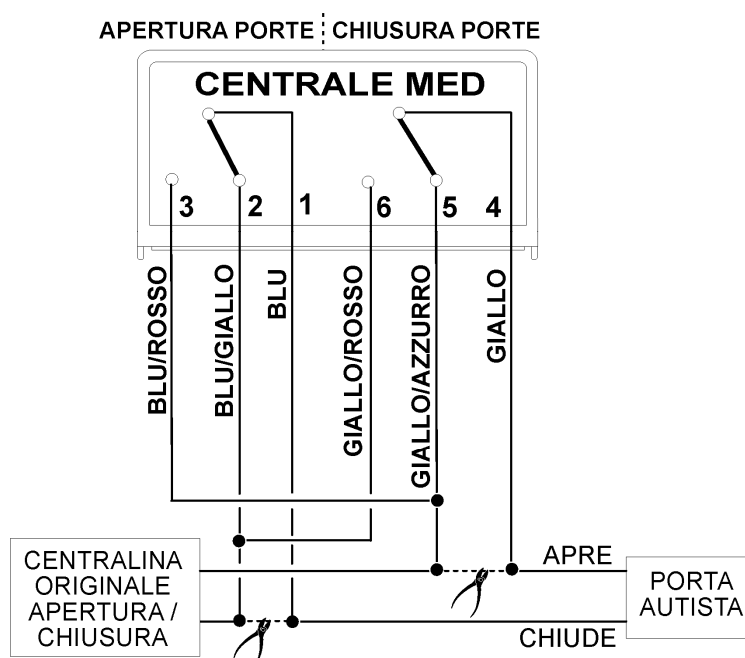 APERTURA PORTE CHIUSURA PORTE
CENTRALE MED
3 2 1 6 5 4
BLU/ROSSO
BLU/GIALLO
BLU
GIALLO/ROSSO
GIALLO/AZZURRO
GIALLO
CENTRALINA
ORIGINALE
APERTURA /
CHIUSURA
APRE
CHIUDE
PORTA
AUTISTA